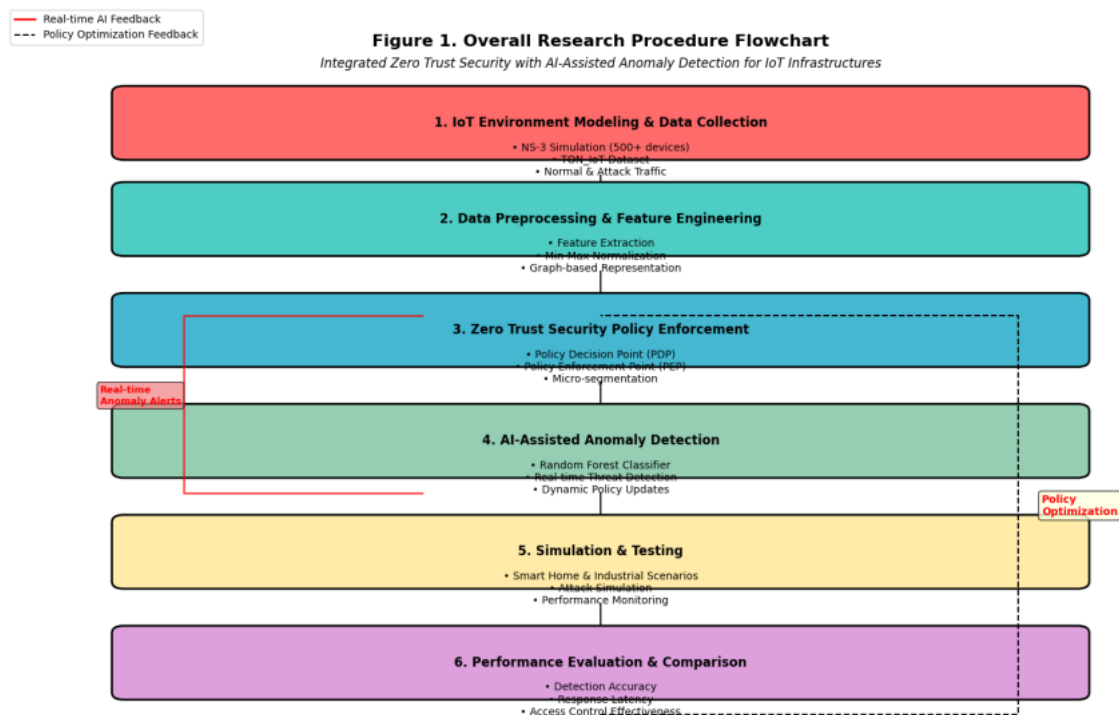 Real-time AI Feedback
Policy Optimization Feedback
Figure 1. Overall Research Procedure Flowchart
Integrated Zero Trust Security with AI-Assisted Anomaly Detection for IoT Infrastructures
1. IoT Environment Modeling & Data Collection
• NS-3 Simulation (500+ devices)
• TON_IoT Dataset
• Normal & Attack Traffic
2. Data Preprocessing & Feature Engineering
• Feature Extraction
• Min-Max Normalization
• Graph-based Representation
3. Zero Trust Security Policy Enforcement
• Policy Decision Point (PDP)
• Policy Enforcement Point (PEP)
• Micro-segmentation
Real-time
Anomaly Alerts
4. AI-Assisted Anomaly Detection
• Random Forest Classifier
• Real-time Threat Detection
• Dynamic Policy Updates
Policy
Optimization
5. Simulation & Testing
• Smart Home & Industrial Scenarios
• Attack Simulation
• Performance Monitoring
6. Performance Evaluation & Comparison
• Detection Accuracy
• Response Latency
• Access Control Effectiveness